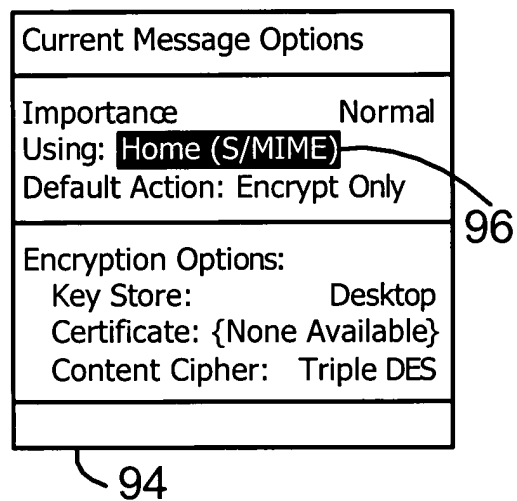 Current Message Options
Importance Normal
Using: Home (S/MIME)
Default Action: Encrypt Only
96
Encryption Options:
Key Store: Desktop
Certificate: {None Available}
Content Cipher: Triple DES
94